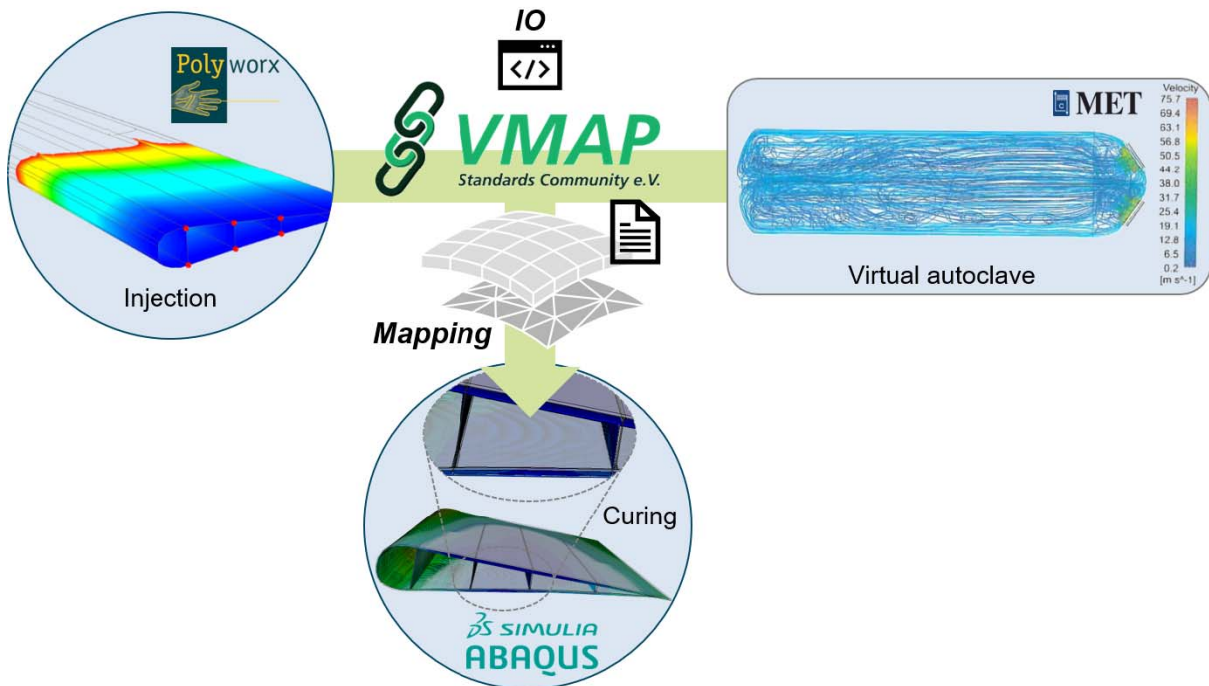 IO
</>
Poly worx
Injection
VMAP
Standards Community e.V.
MET
Velocity
75.7
69.4
63.1
56.8
50.5
44.2
38.0
31.7
25.4
19.1
12.8
6.5
0.2
[m s^-1]
Virtual autoclave
Mapping
Curing
SIMULIA
ABAQUS